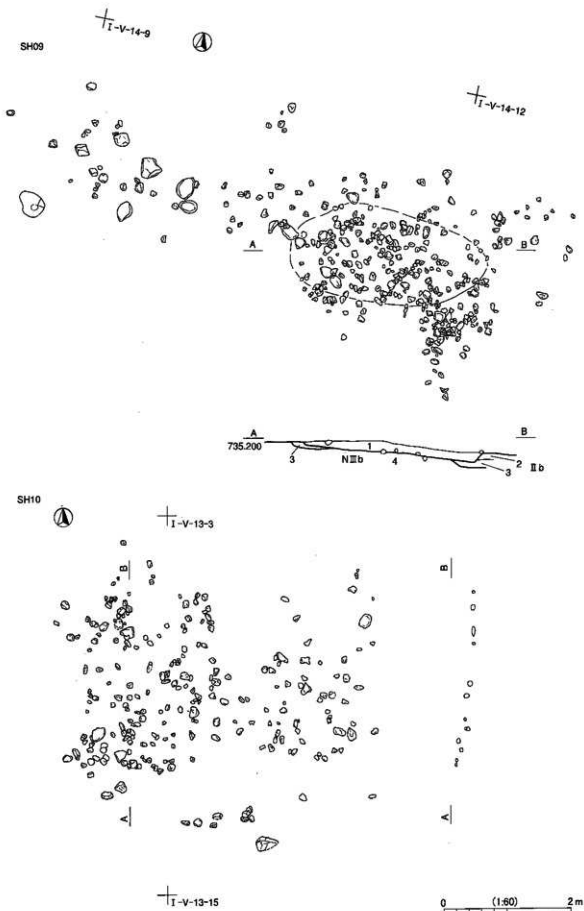 SH09
I-V-14-9
I-V-14-12
A
B
A
B
735.200
1
2
3
NⅢb
4
3
Ⅱb
SH10
I-V-13-3
B
B
A
A
I-V-13-15
0 (1:60) 2m